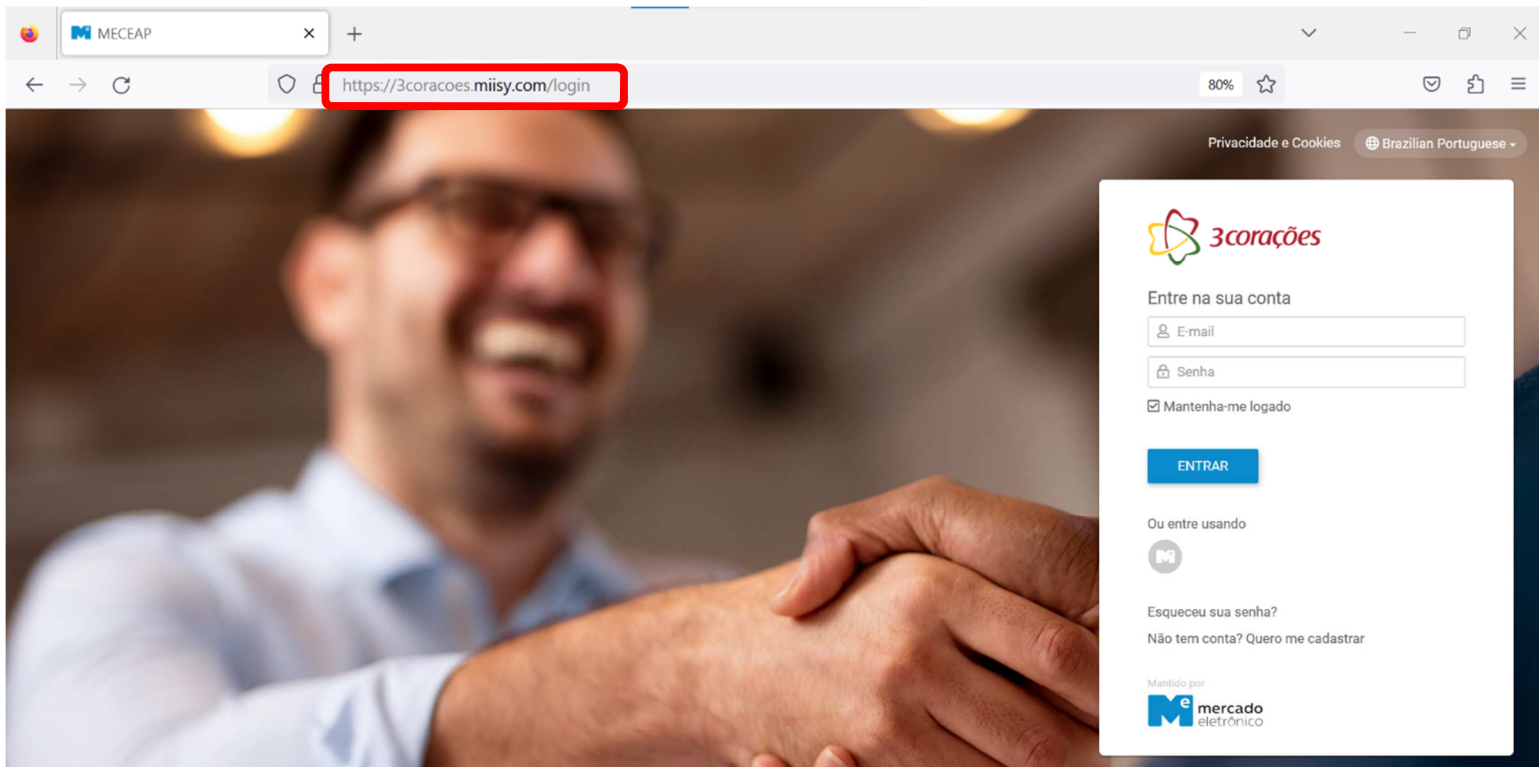 MECEAP
https://3coracoes.miisy.com/login
80%
Privacidade e Cookies
Brazilian Portuguese
3corações
Entre na sua conta
E-mail
Senha
Mantenha-me logado
ENTRAR
Ou entre usando
M
Esqueceu sua senha?
Não tem conta? Quero me cadastrar
Mantido por
Me mercado
eletrônico